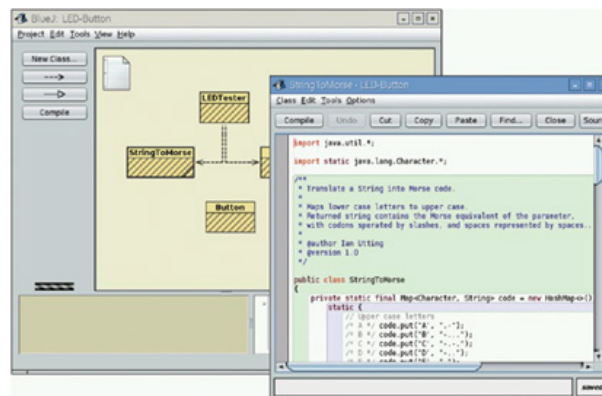 BlueJ: LED-Button
Project Edit Tools View Help
New Class...
Compile
LEDTester
StringToMorse
Button
StringToMorse - LED-Button
Class Edit Tools Options
Compile Undo Cut Copy Paste Find... Close Sour
import java.util.*;
import static java.lang.Character.*;
/**
* Translate a String into Morse code.
*
* Maps lower case letters to upper case.
* Returned string contains the Morse equivalent of the parameter,
* with codons sperated by slashes, and spaces represented by spaces..
*
* @author Ian Utting
* @version 1.0
*/
public class StringToMorse
{
private static final Map<Character, String> code = new HashMap<>()
static {
// Upper case letters
/* A */ code.put('A', ".-");
/* B */ code.put('B', "-...");
/* C */ code.put('C', "-.-.");
/* D */ code.put('D', "-..");
saved